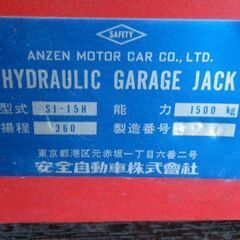 SAFETY
ANZEN MOTOR CAR CO., LTD.
HYDRAULIC GARAGE JACK
型式 SJ-15H 能力 1500 kg
揚程 360 製造番号
東京都港区元赤坂一丁目六番二号
安全自動車株式會社